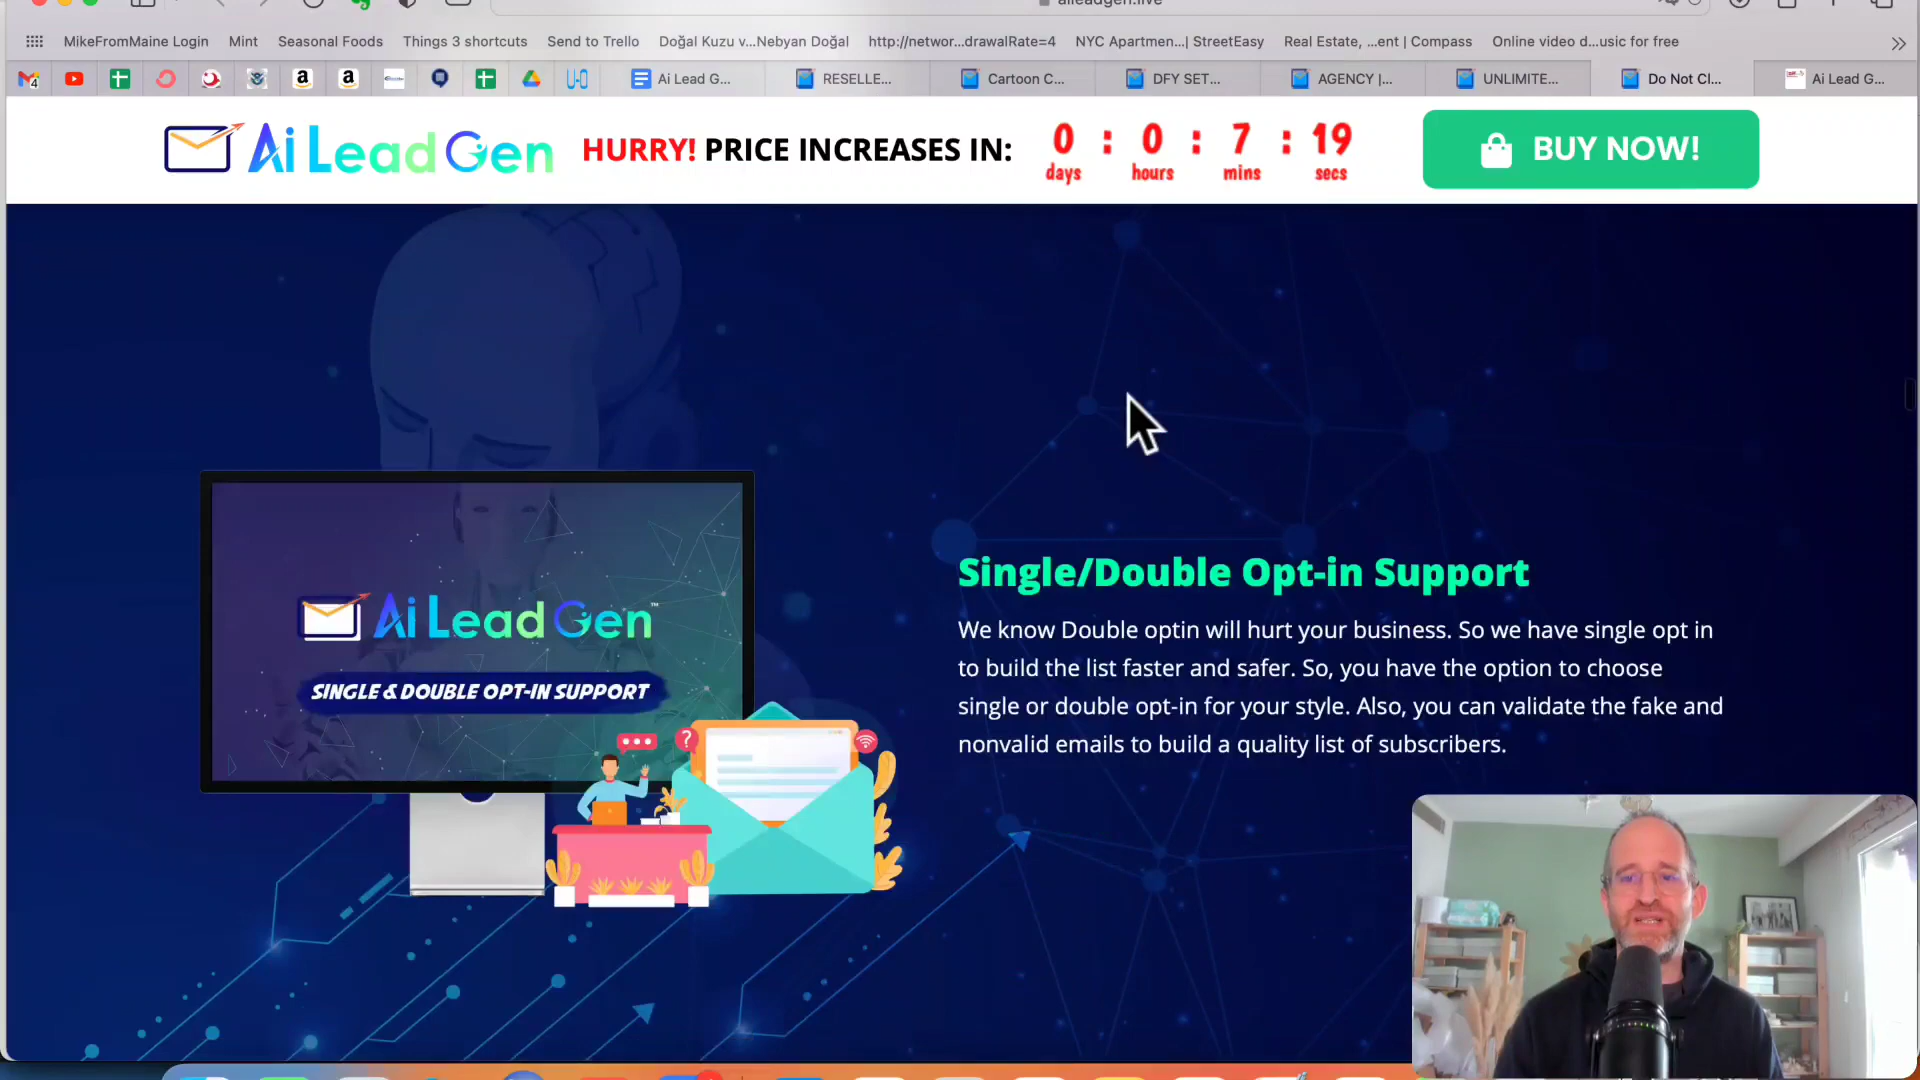 aileadgen.live
MikeFromMaine Login Mint Seasonal Foods Things 3 shortcuts Send to Trello Doğal Kuzu v...Nebyan Doğal http://networ...drawalRate=4 NYC Apartmen...| StreetEasy Real Estate, ...ent | Compass Online video d...usic for free
4 Ai Lead G... RESELLE... Cartoon C... DFY SET... AGENCY |... UNLIMITE... Do Not Cl... Ai Lead G...
Ai Lead Gen HURRY! PRICE INCREASES IN: 0 : 0 : 7 : 19 BUY NOW!
days hours mins secs
Ai Lead Gen™
SINGLE & DOUBLE OPT-IN SUPPORT
Single/Double Opt-in Support
We know Double optin will hurt your business. So we have single opt in
to build the list faster and safer. So, you have the option to choose
single or double opt-in for your style. Also, you can validate the fake and
nonvalid emails to build a quality list of subscribers.
?